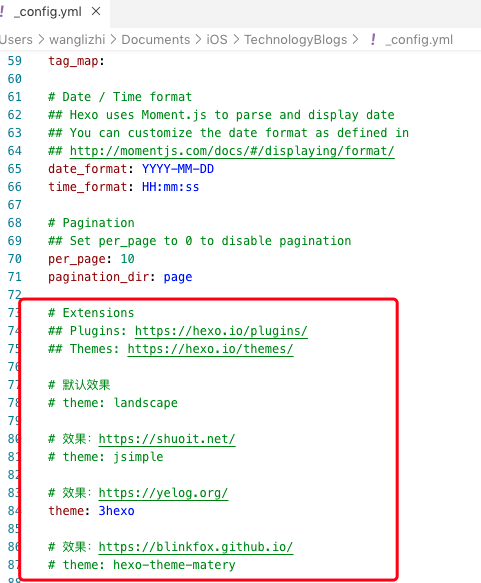 _config.yml
Users > wanglizhi > Documents > iOS > TechnologyBlogs > ! _config.yml
59 tag_map:
60
61 # Date / Time format
62 ## Hexo uses Moment.js to parse and display date
63 ## You can customize the date format as defined in
64 ## http://momentjs.com/docs/#/displaying/format/
65 date_format: YYYY-MM-DD
66 time_format: HH:mm:ss
67
68 # Pagination
69 ## Set per_page to 0 to disable pagination
70 per_page: 10
71 pagination_dir: page
72
73 # Extensions
74 ## Plugins: https://hexo.io/plugins/
75 ## Themes: https://hexo.io/themes/
76
77 # 默认效果
78 # theme: landscape
79
80 # 效果：https://shuoit.net/
81 # theme: jsimple
82
83 # 效果：https://yelog.org/
84 theme: 3hexo
85
86 # 效果：https://blinkfox.github.io/
87 # theme: hexo-theme-matery
88